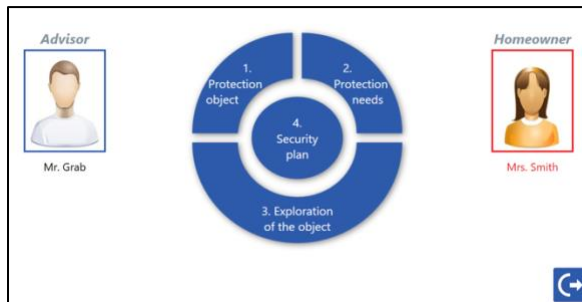 Advisor
Homeowner
1.
Protection
object
2.
Protection
needs
4.
Security
plan
Mr. Grab
Mrs. Smith
3. Exploration
of the object